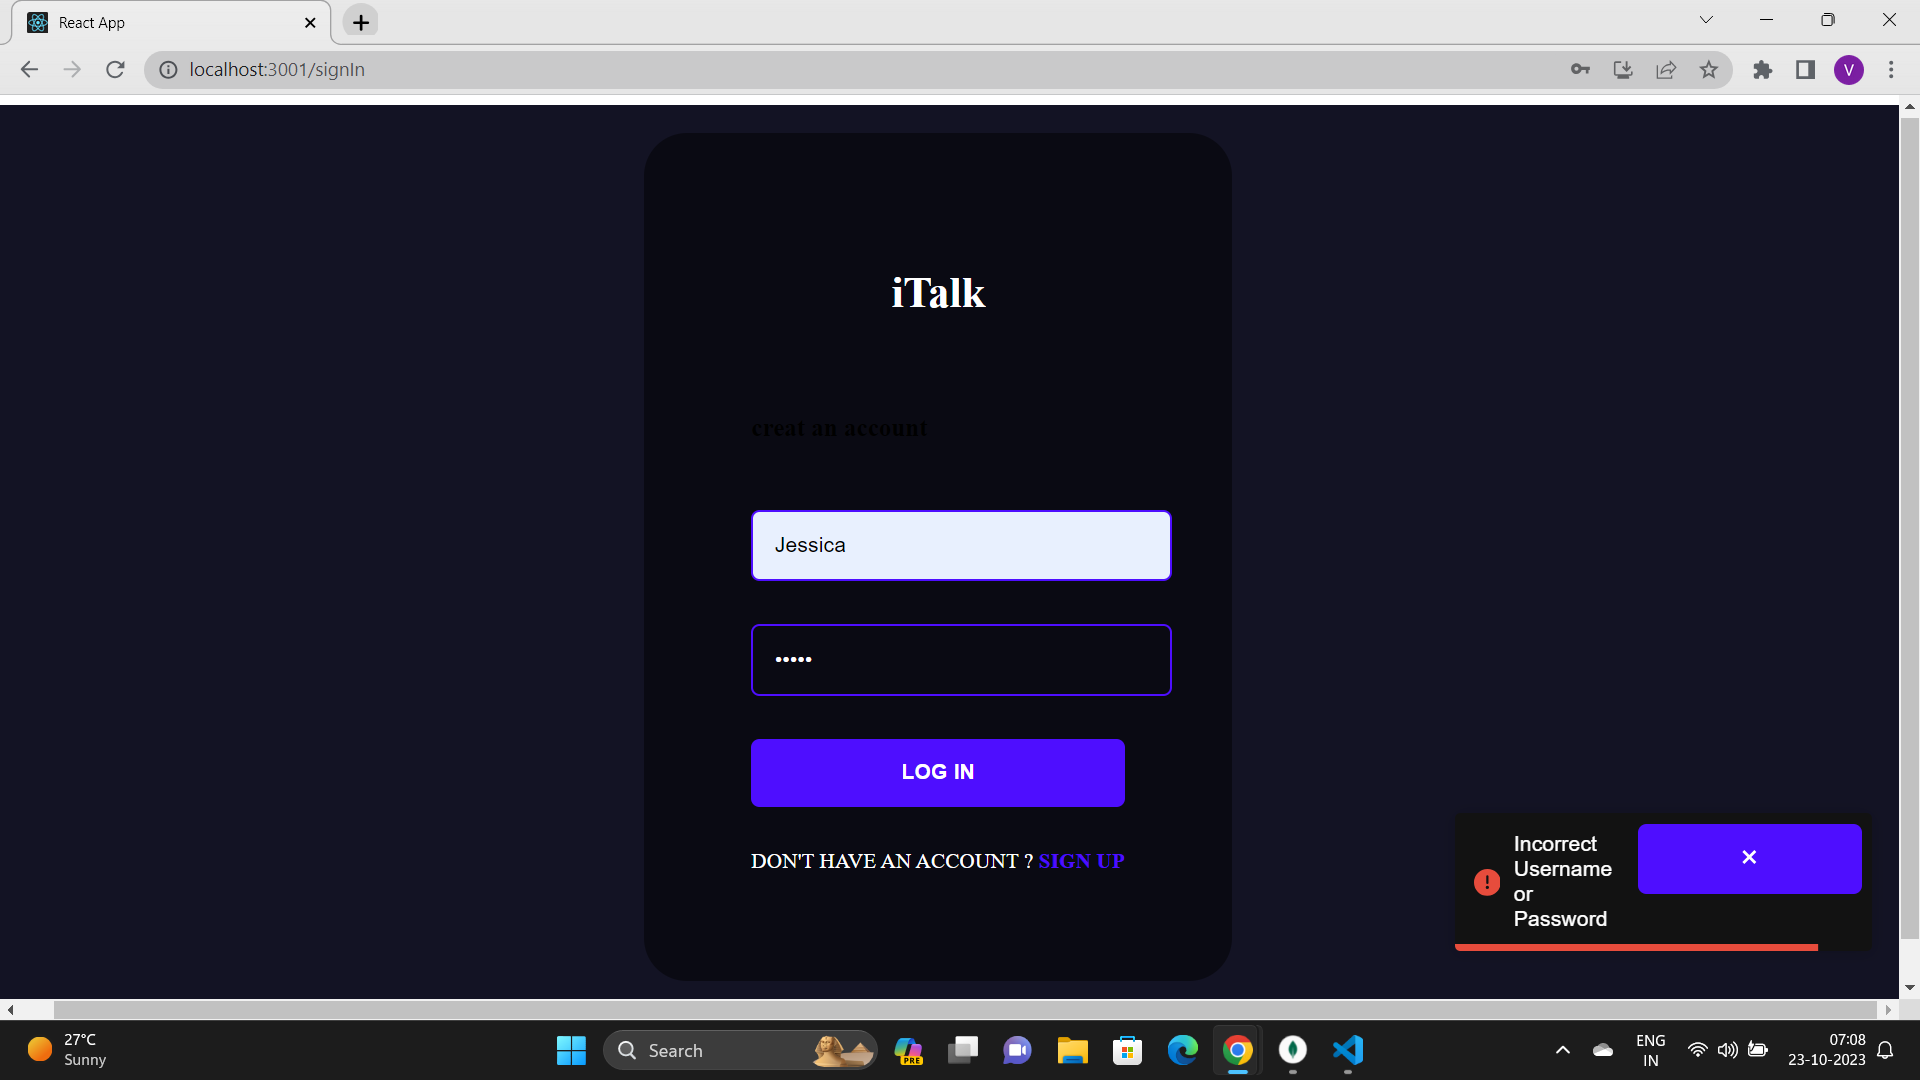 React App
localhost:3001/signIn
V
iTalk
creat an account
Jessica
•••••
LOG IN
DON'T HAVE AN ACCOUNT ? SIGN UP
Incorrect
Username
or
Password
27°C
Sunny
Search
PRE
ENG
IN
07:08
23-10-2023